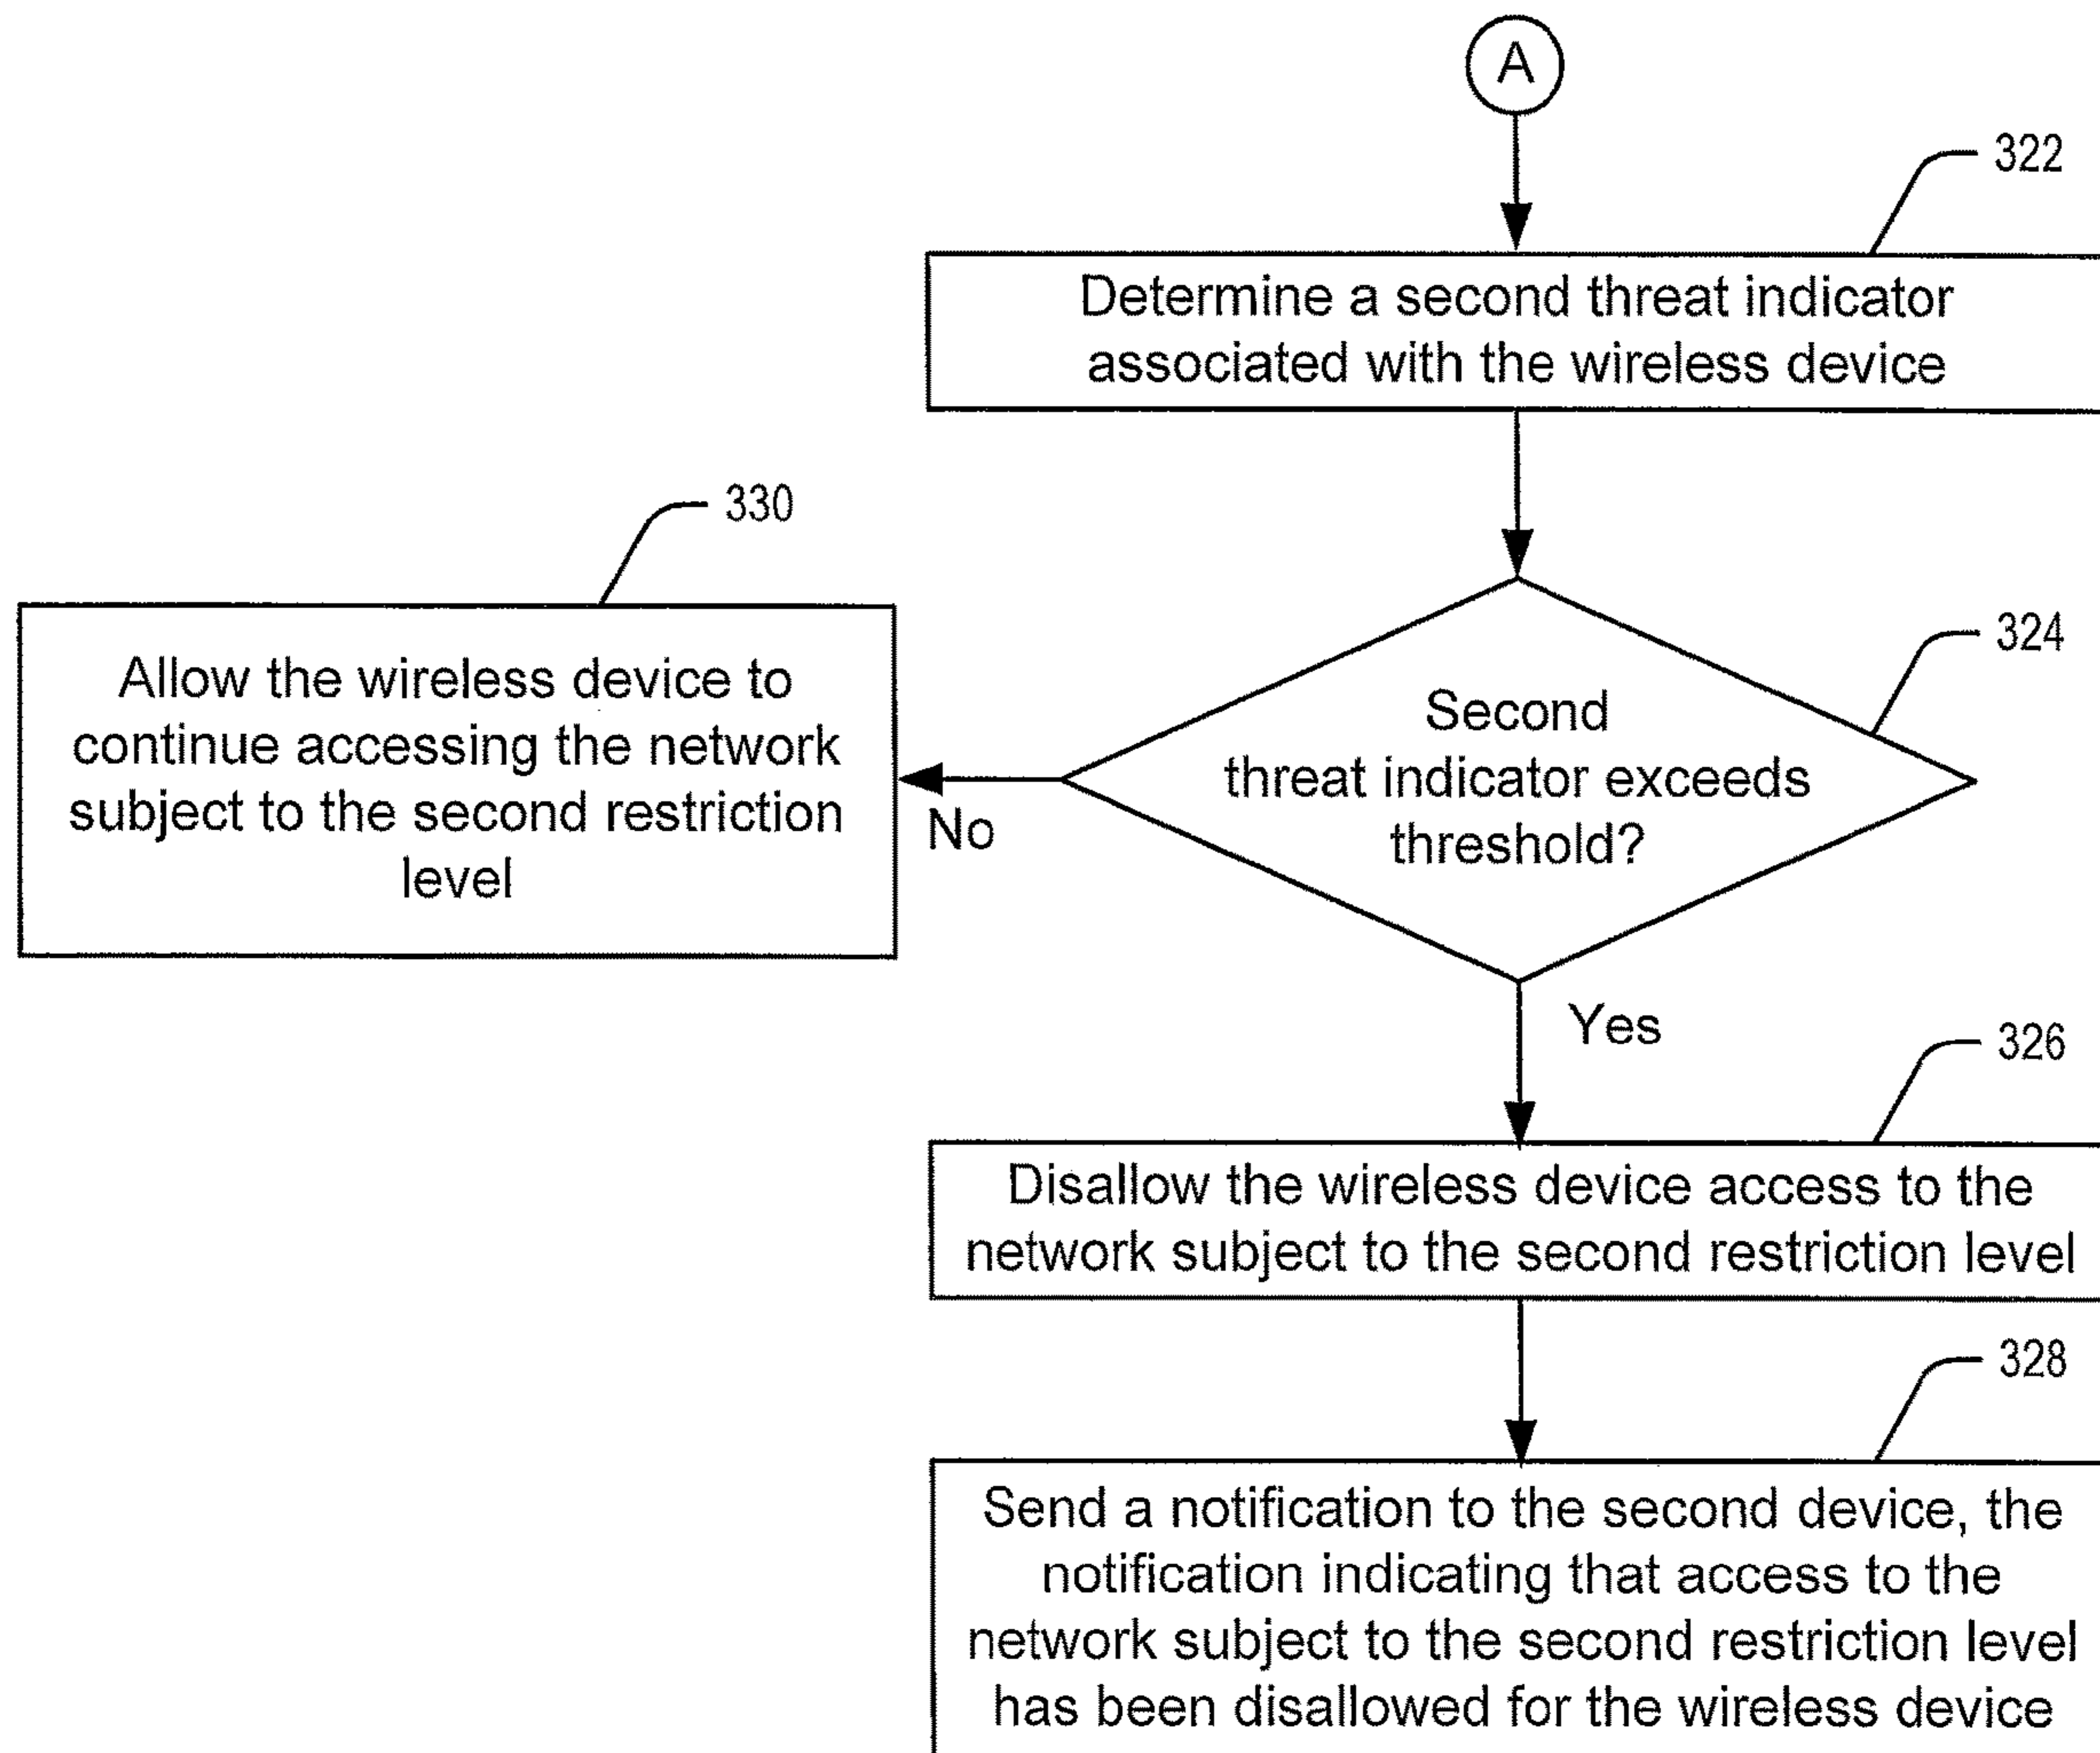 A
322
Determine a second threat indicator
associated with the wireless device
330
Allow the wireless device to
continue accessing the network
subject to the second restriction
level
324
Second
threat indicator exceeds
threshold?
No
Yes
326
Disallow the wireless device access to the
network subject to the second restriction level
328
Send a notification to the second device, the
notification indicating that access to the
network subject to the second restriction level
has been disallowed for the wireless device